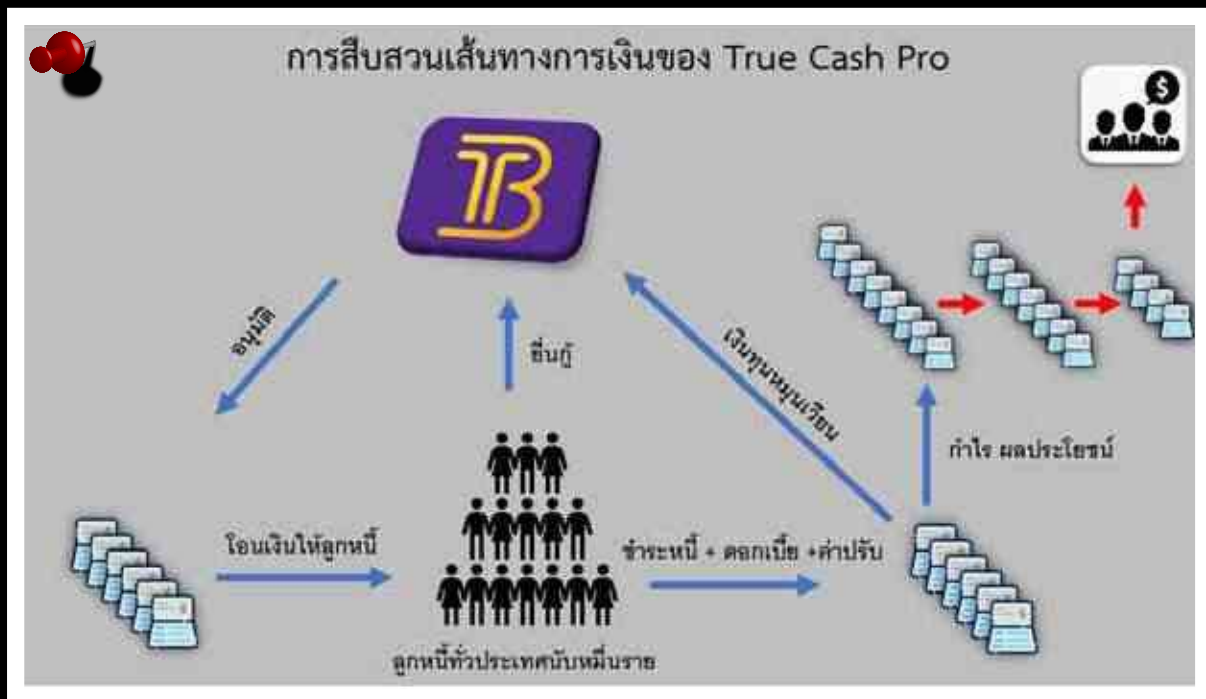 การสืบสวนเส้นทางการเงินของ True Cash Pro
อนุมัติ
ยื่นกู้
เงินทุนหมุนเวียน
กำไร ผลประโยชน์
โอนเงินให้ลูกหนี้
ชำระหนี้ + ดอกเบี้ย +ค่าปรับ
ลูกหนี้ทั่วประเทศนับหมื่นราย